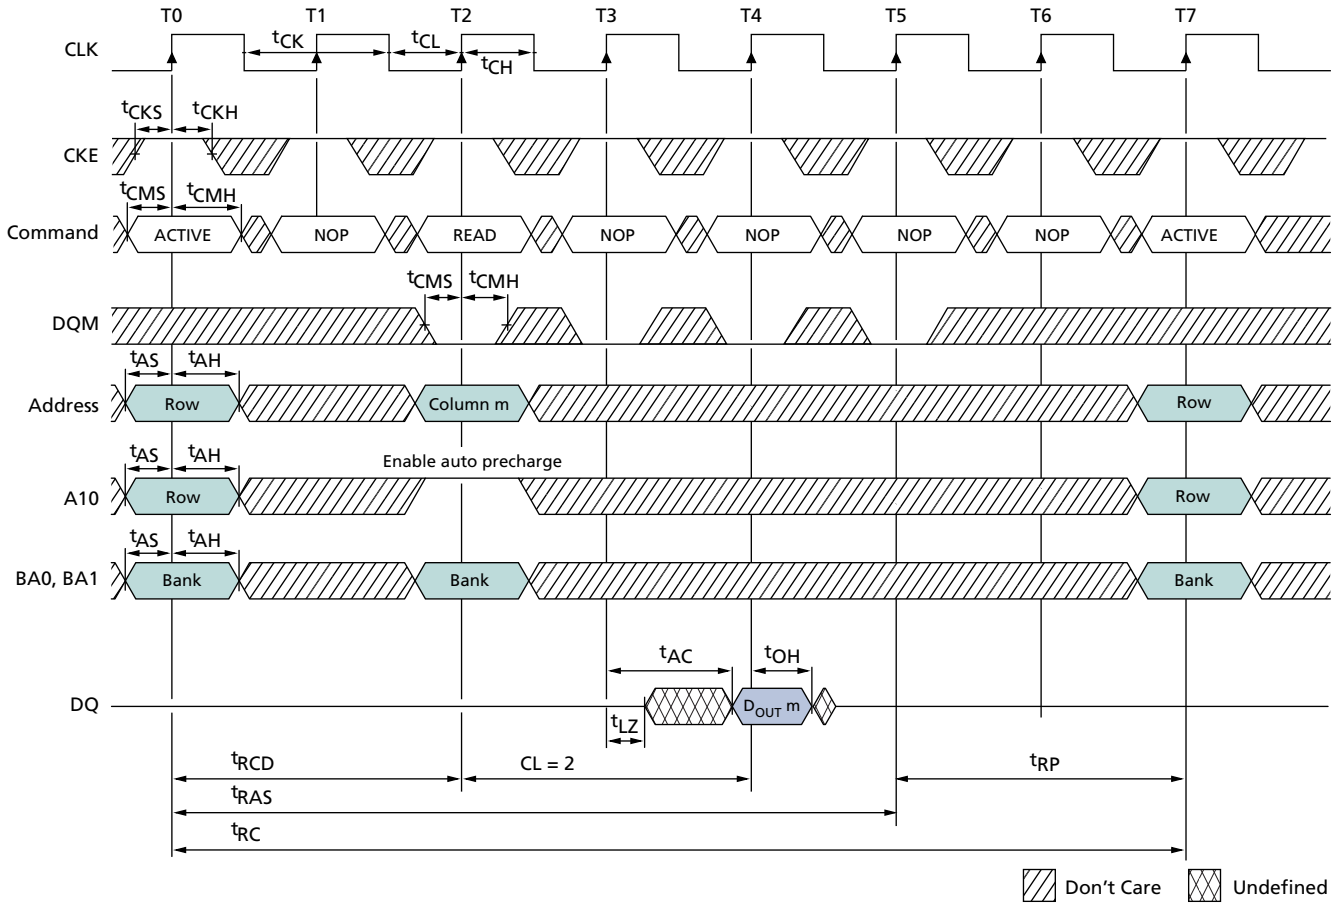 T0 T1 T2 T3 T4 T5 T6 T7
CLK tCK tCL tCH
tCKS tCKH
CKE
tCMS tCMH
Command ACTIVE NOP READ NOP NOP NOP NOP ACTIVE
tCMS tCMH
DQM
tAS tAH
Address Row Column m Row
tAS tAH Enable auto precharge
A10 Row Row
tAS tAH
BA0, BA1 Bank Bank Bank
tAC tOH
DQ DOUT m
tLZ
tRCD CL = 2 tRP
tRAS
tRC
Don't Care Undefined